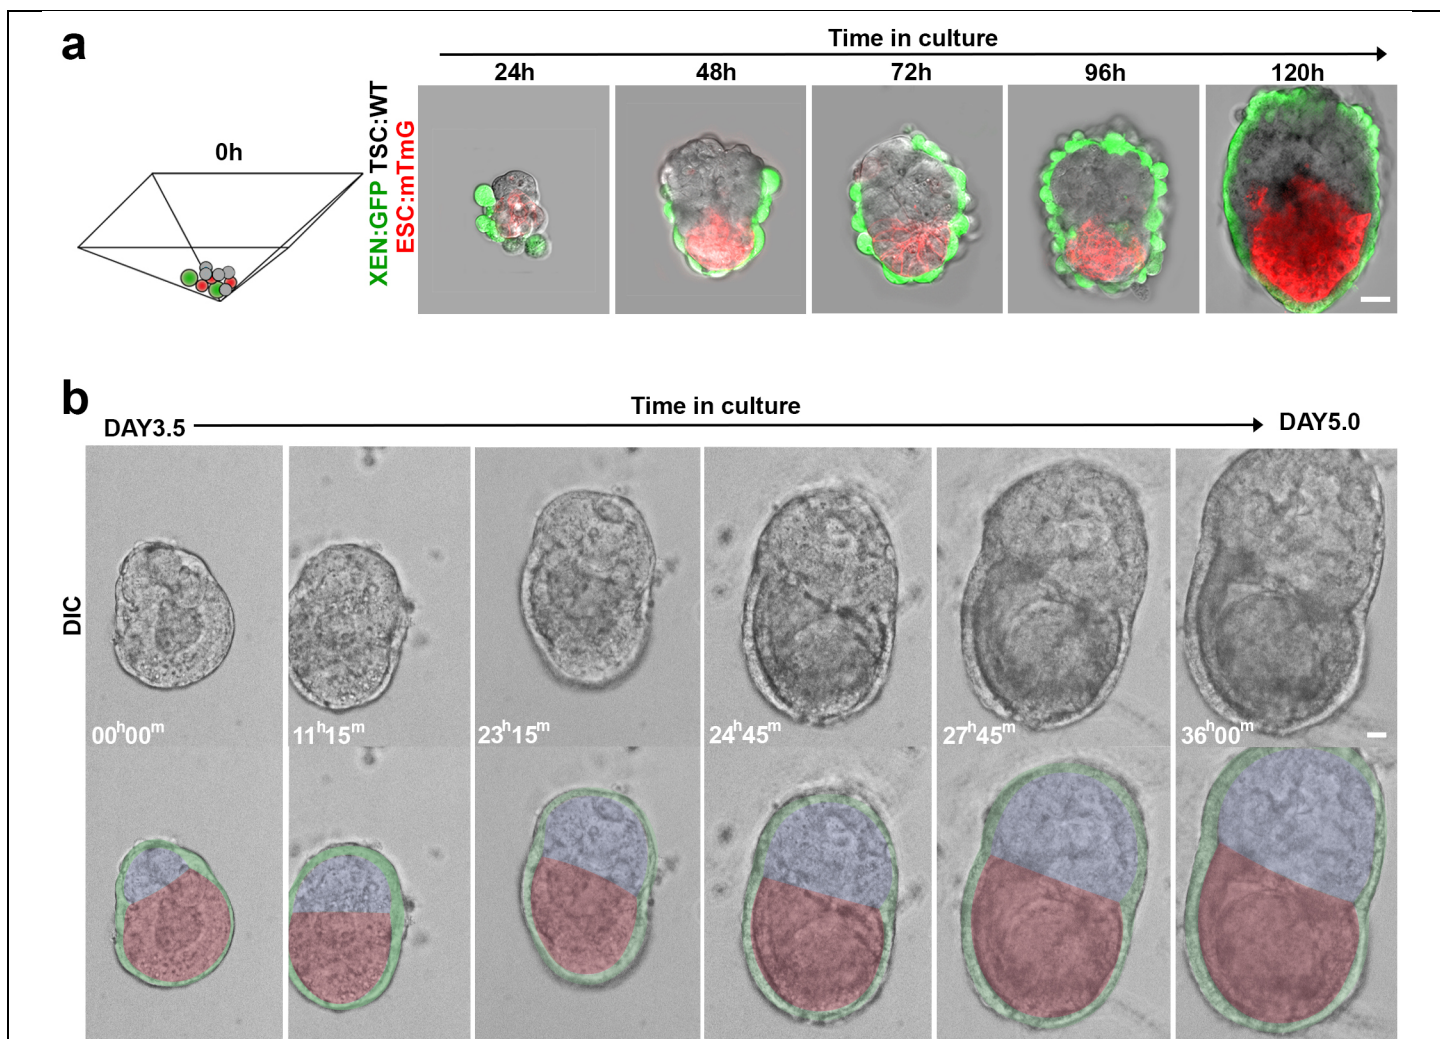 a
Time in culture
24h 48h 72h 96h 120h
0h
XEN:GFP TSC:WT
ESC:mTmG
b
Time in culture
DAY3.5
DAY5.0
DIC
00h00m 11h15m 23h15m 24h45m 27h45m 36h00m